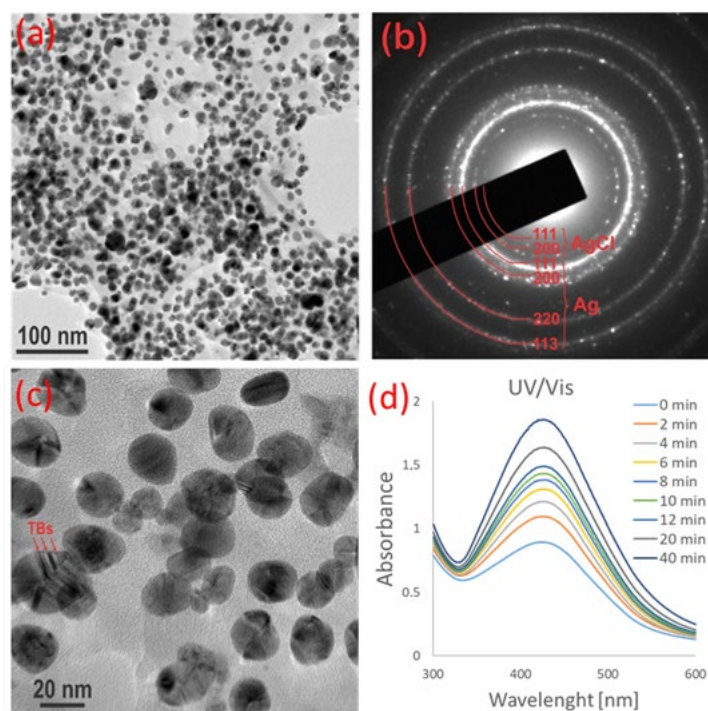 (a)
100 nm
(b)
111
200
AgCl
111
200
Ag
220
113
(c)
TBs
20 nm
(d)
UV/Vis
Absorbance
2
1.5
1
0.5
0
300
400
500
600
Wavelenght [nm]
0 min
2 min
4 min
6 min
8 min
10 min
12 min
20 min
40 min